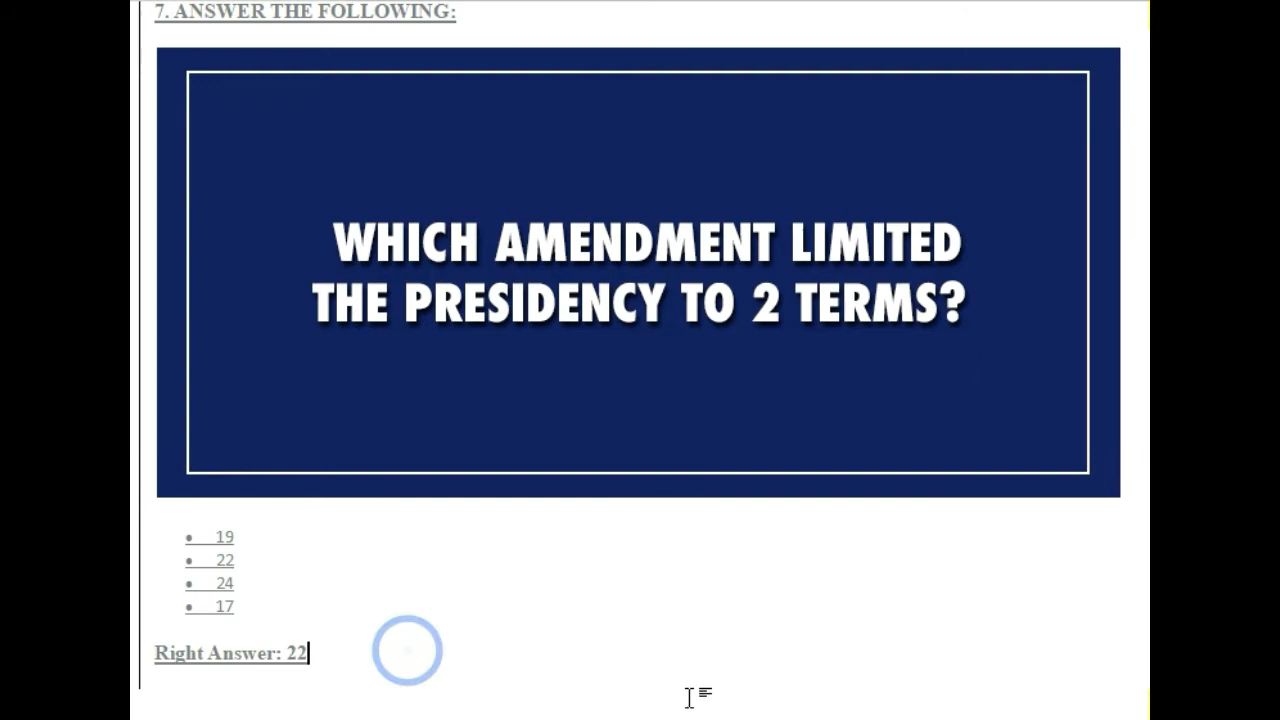 7. ANSWER THE FOLLOWING:
WHICH AMENDMENT LIMITED
THE PRESIDENCY TO 2 TERMS?
• 19
• 22
• 24
• 17
Right Answer: 22